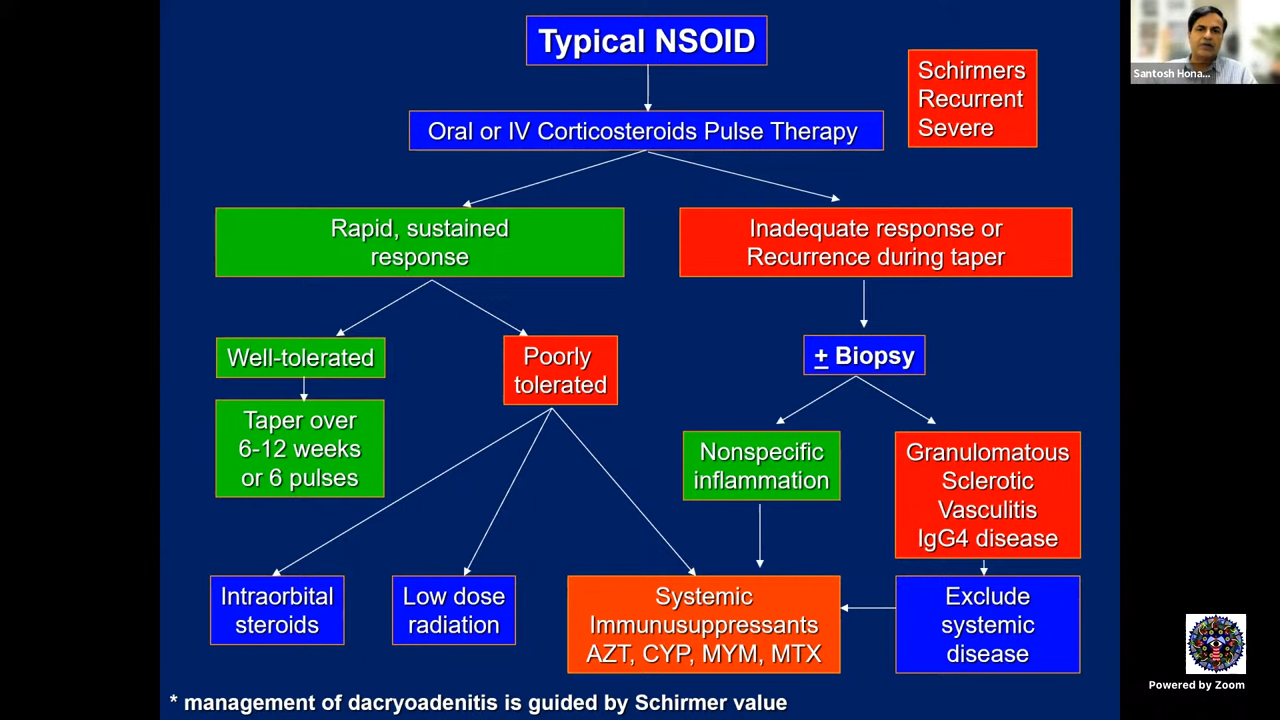 Typical NSOID
Schirmers
Recurrent
Severe
Oral or IV Corticosteroids Pulse Therapy
Rapid, sustained
response
Inadequate response or
Recurrence during taper
Well-tolerated
Poorly
tolerated
± Biopsy
Taper over
6-12 weeks
or 6 pulses
Nonspecific
inflammation
Granulomatous
Sclerotic
Vasculitis
IgG4 disease
Intraorbital
steroids
Low dose
radiation
Systemic
Immunusuppressants
AZT, CYP, MYM, MTX
Exclude
systemic
disease
* management of dacryoadenitis is guided by Schirmer value
Santosh Hona...
Powered by Zoom